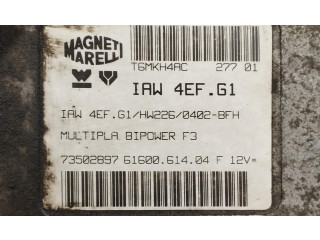 MAGNETI
MARELLI
T6MKH4AC 277 01
IAW 4EF.G1
IAW 4EF.G1/HW226/0402-BFH
MULTIPLA BIPOWER F3
73502897 61600.614.04 F 12V=